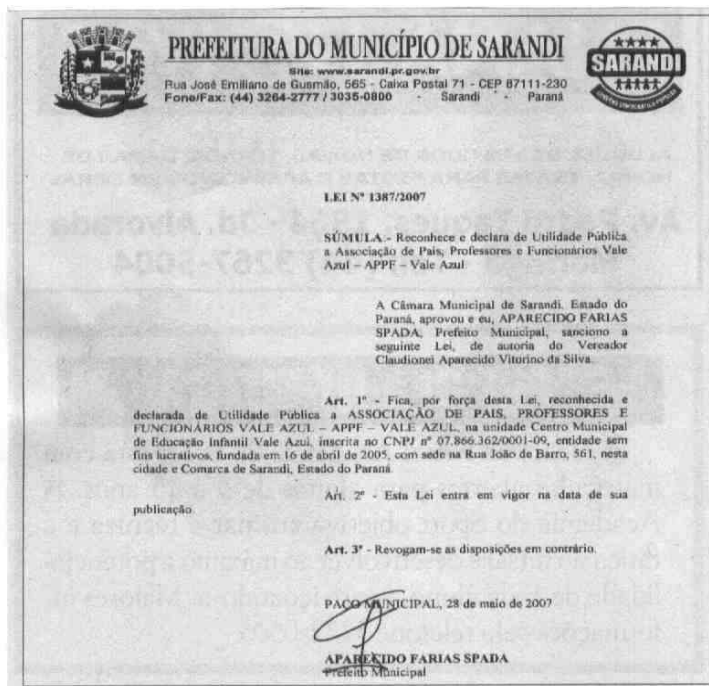 PREFEITURA DO MUNICÍPIO DE SARANDI
Site: www.sarandi.pr.gov.br
Rua José Emiliano de Gusmão, 565 - Caixa Postal 71 - CEP 87111-230
Fone/Fax: (44) 3264-2777 / 3035-0800 - Sarandi - Paraná
SARANDI
LEI Nº 1387/2007
SÚMULA:- Reconhece e declara de Utilidade Pública
a Associação de Pais, Professores e Funcionários Vale
Azul - APPF - Vale Azul.
A Câmara Municipal de Sarandi, Estado do
Paraná, aprovou e eu, APARECIDO FARIAS
SPADA, Prefeito Municipal, sanciono a
seguinte Lei, de autoria do Vereador
Claudionei Aparecido Vitorino da Silva.
Art. 1º - Fica, por força desta Lei, reconhecida e
declarada de Utilidade Pública a ASSOCIAÇÃO DE PAIS, PROFESSORES E
FUNCIONÁRIOS VALE AZUL – APPF – VALE AZUL, na unidade Centro Municipal
de Educação Infantil Vale Azul, inscrita no CNPJ nº 07.866.362/0001-09, entidade sem
fins lucrativos, fundada em 16 de abril de 2005, com sede na Rua João de Barro, 561, nesta
cidade e Comarca de Sarandi, Estado do Paraná.
Art. 2º - Esta Lei entra em vigor na data de sua
publicação.
Art. 3º - Revogam-se as disposições em contrário.
PAÇO MUNICIPAL, 28 de maio de 2007
APARECIDO FARIAS SPADA
Prefeito Municipal